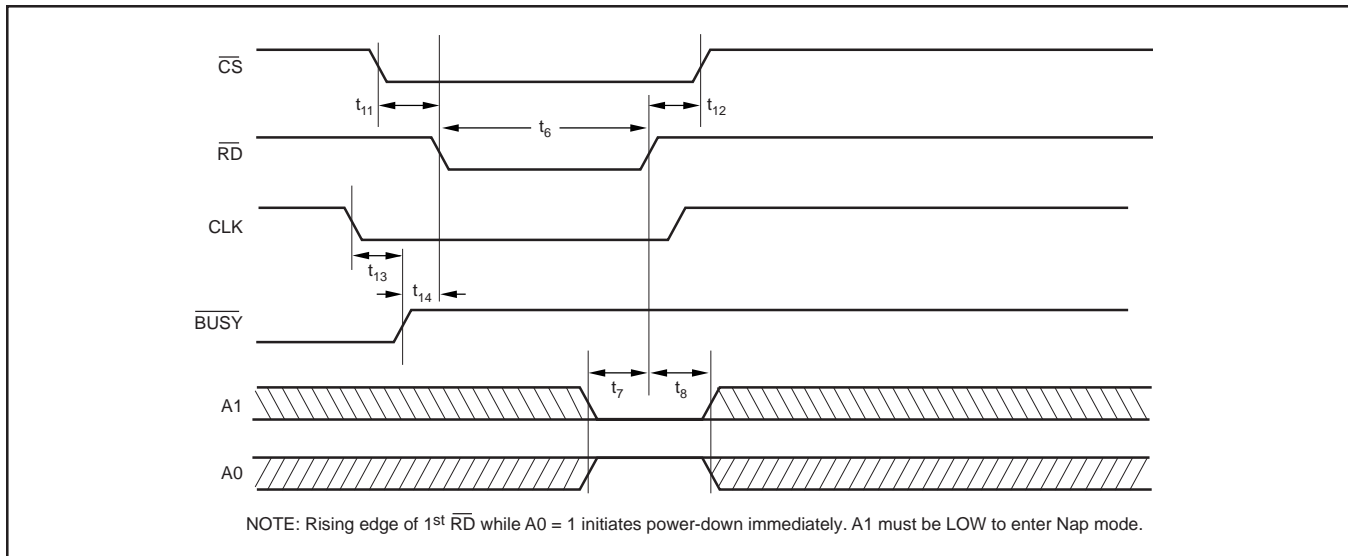 CS
t11
t12
t6
RD
CLK
t13
t14
BUSY
t7
t8
A1
A0
NOTE: Rising edge of 1st RD while A0 = 1 initiates power-down immediately. A1 must be LOW to enter Nap mode.